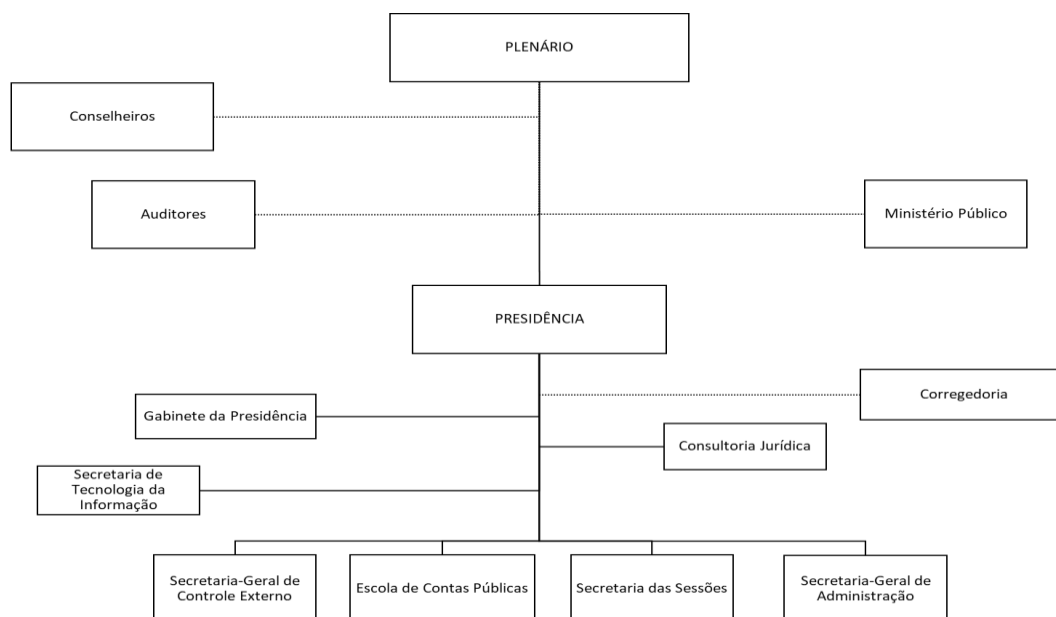 PLENÁRIO
Conselheiros
Auditores
Ministério Público
PRESIDÊNCIA
Corregedoria
Gabinete da Presidência
Consultoria Jurídica
Secretaria de
Tecnologia da
Informação
Secretaria-Geral de
Controle Externo
Escola de Contas Públicas
Secretaria das Sessões
Secretaria-Geral de
Administração